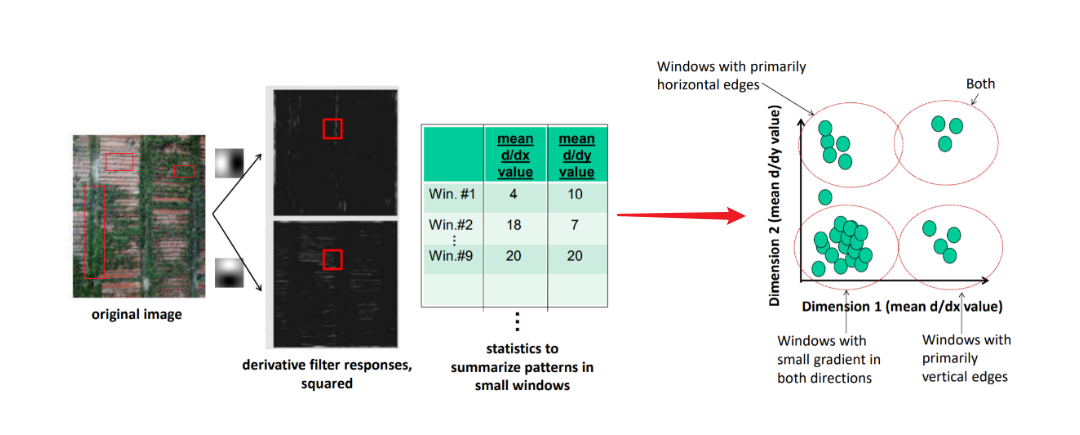 original image
derivative filter responses,
squared
mean
d/dx
value
mean
d/dy
value
Win. #1
4
10
Win.#2
18
7
⋮
Win.#9
20
20
⋮
statistics to
summarize patterns in
small windows
Windows with primarily
horizontal edges
Both
Dimension 2 (mean d/dy value)
Dimension 1 (mean d/dx value)
Windows with
small gradient in
both directions
Windows with
primarily
vertical edges